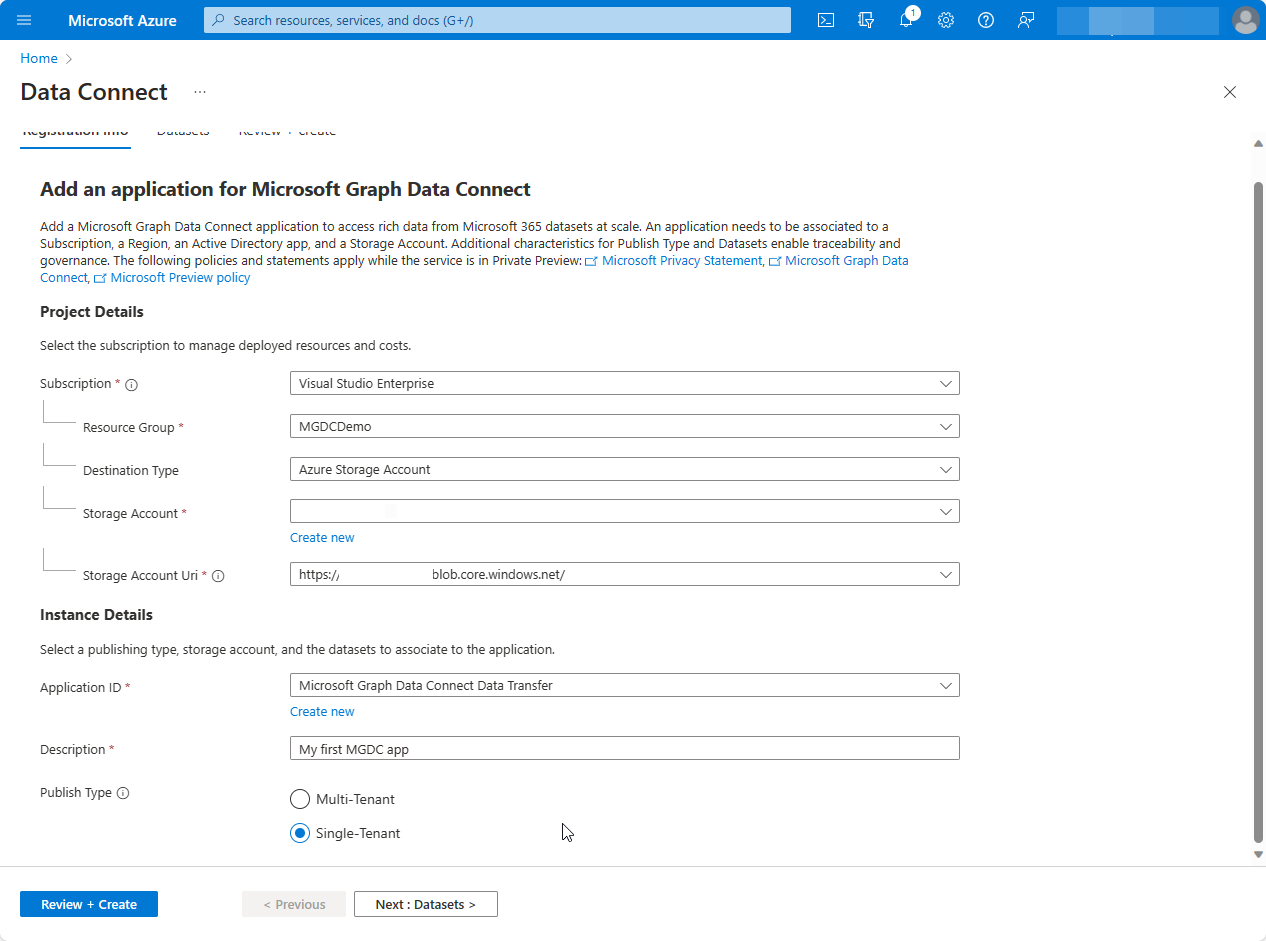 Microsoft Azure
Search resources, services, and docs (G+/)
1
Home
Data Connect ...
Registration Info Datasets Review + create
Add an application for Microsoft Graph Data Connect
Add a Microsoft Graph Data Connect application to access rich data from Microsoft 365 datasets at scale. An application needs to be associated to a
Subscription, a Region, an Active Directory app, and a Storage Account. Additional characteristics for Publish Type and Datasets enable traceability and
governance. The following policies and statements apply while the service is in Private Preview: Microsoft Privacy Statement, Microsoft Graph Data
Connect, Microsoft Preview policy
Project Details
Select the subscription to manage deployed resources and costs.
Subscription * Visual Studio Enterprise
Resource Group * MGDCDemo
Destination Type Azure Storage Account
Storage Account *
Create new
Storage Account Uri * https:// blob.core.windows.net/
Instance Details
Select a publishing type, storage account, and the datasets to associate to the application.
Application ID * Microsoft Graph Data Connect Data Transfer
Create new
Description * My first MGDC app
Publish Type
Multi-Tenant
Single-Tenant
Review + Create < Previous Next : Datasets >